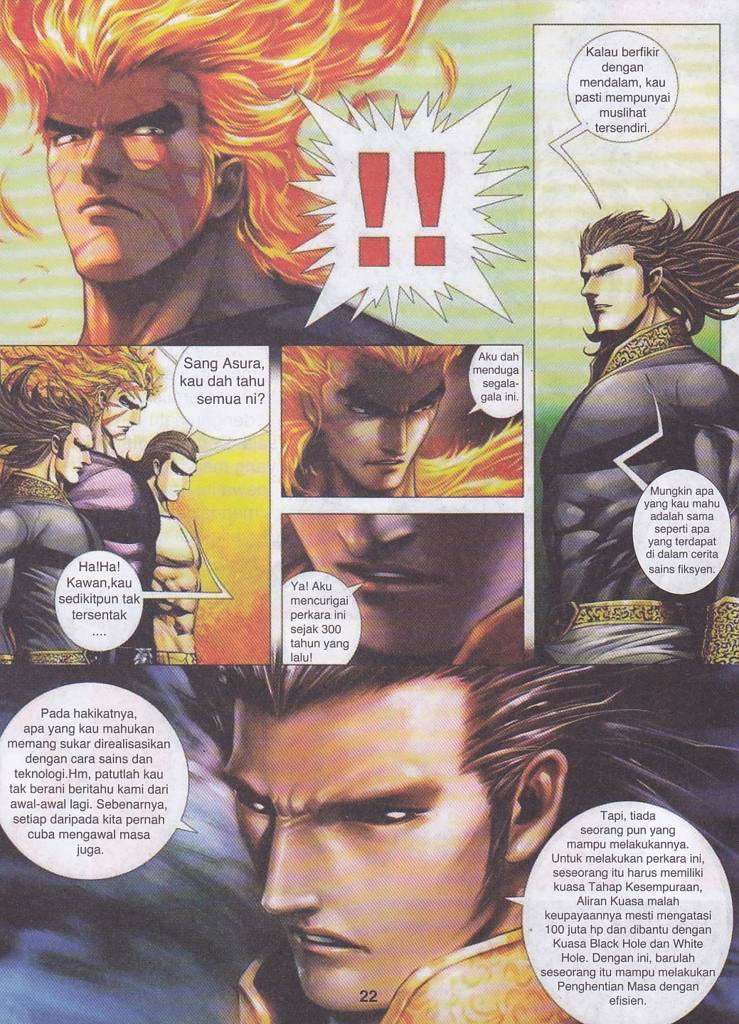 Kalau berfikir
dengan
mendalam, kau
pasti mempunyai
muslihat
tersendiri.
!!
Mungkin apa
yang kau mahu
adalah sama
seperti apa
yang terdapat
di dalam cerita
sains fiksyen.
Sang Asura,
kau dah tahu
semua ni?
Ha!Ha!
Kawan,kau
sedikitpun tak
tersentak
....
Aku dah
menduga
segala-
gala ini.
Ya! Aku
mencurigai
perkara ini
sejak 300
tahun yang
lalu!
Pada hakikatnya,
apa yang kau mahukan
memang sukar direalisasikan
dengan cara sains dan
teknologi.Hm, patutlah kau
tak berani beritahu kami dari
awal-awal lagi. Sebenarnya,
setiap daripada kita pernah
cuba mengawal masa
juga.
Tapi, tiada
seorang pun yang
mampu melakukannya.
Untuk melakukan perkara ini,
seseorang itu harus memiliki
kuasa Tahap Kesempuraan,
Aliran Kuasa malah
keupayaannya mesti mengatasi
100 juta hp dan dibantu dengan
Kuasa Black Hole dan White
Hole. Dengan ini, barulah
seseorang itu mampu melakukan
Penghentian Masa dengan
efisien.
22